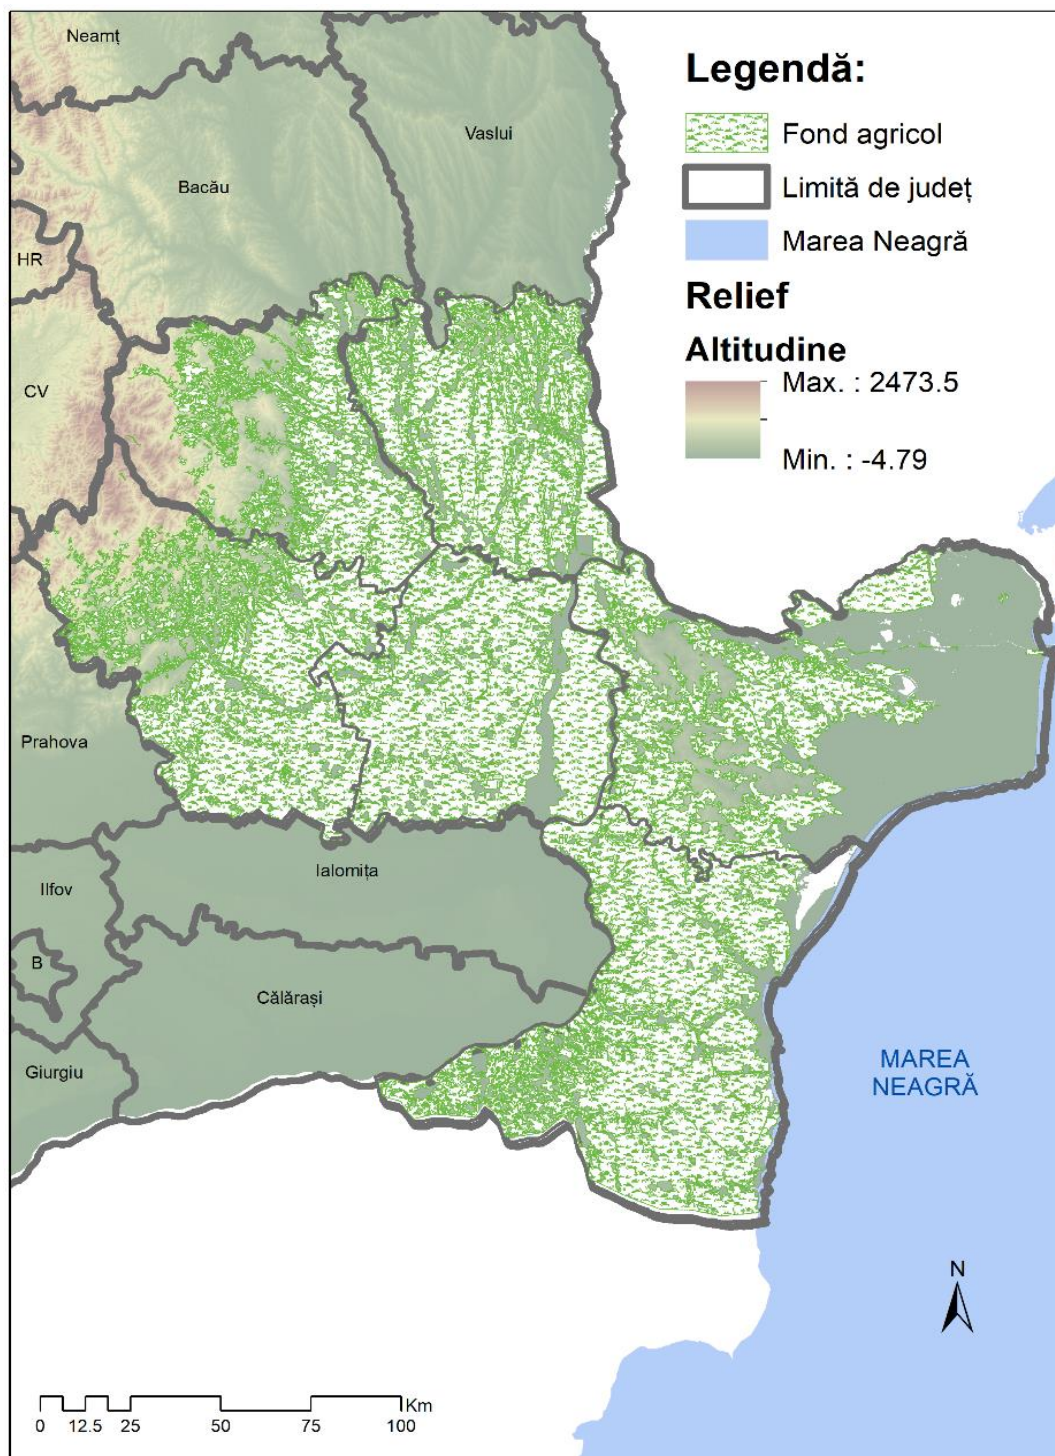 Neamț
Vaslui
Bacău
HR
CV
Prahova
Ilfov
B
Giurgiu
Ialomița
Călărași
Legendă:
Fond agricol
Limită de județ
Marea Neagră
Relief
Altitudine
Max. : 2473.5
Min. : -4.79
MAREA
NEAGRĂ
N
Km
0 12.5 25 50 75 100